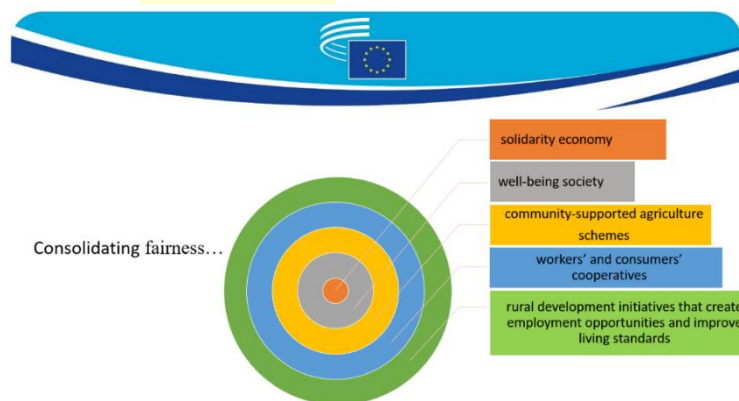 Consolidating fairness…
solidarity economy
well-being society
community-supported agriculture
schemes
workers' and consumers'
cooperatives
rural development initiatives that create
employment opportunities and improve
living standards